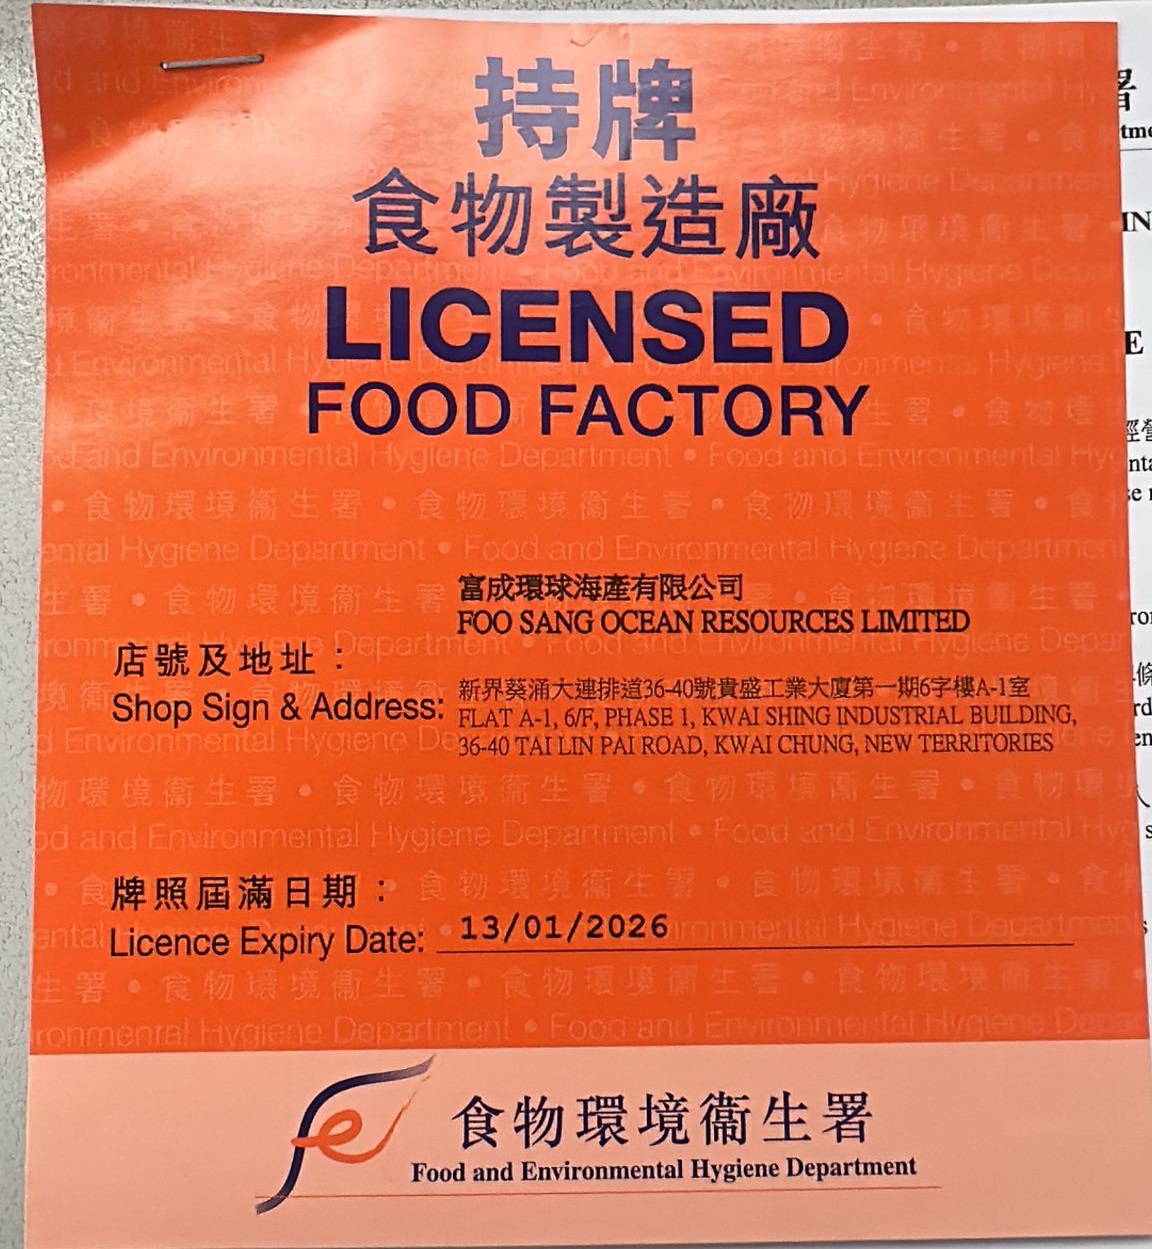 持牌
食物製造廠
LICENSED
FOOD FACTORY
富成環球海產有限公司
FOO SANG OCEAN RESOURCES LIMITED
店號及地址：
Shop Sign & Address:
新界葵涌大連排道36-40號貴盛工業大廈第一期6字樓A-1室
FLAT A-1, 6/F, PHASE 1, KWAI SHING INDUSTRIAL BUILDING,
36-40 TAI LIN PAI ROAD, KWAI CHUNG, NEW TERRITORIES
牌照屆滿日期：
Licence Expiry Date: 13/01/2026
食物環境衞生署
Food and Environmental Hygiene Department